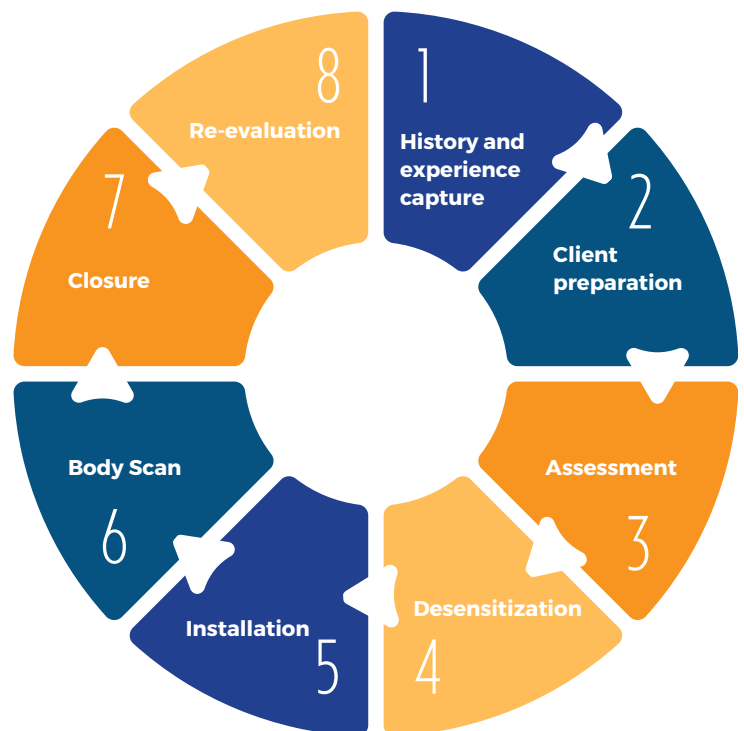 1
History and
experience
capture
2
Client
preparation
Assessment
3
Desensitization
4
Installation
5
Body Scan
6
7
Closure
8
Re-evaluation